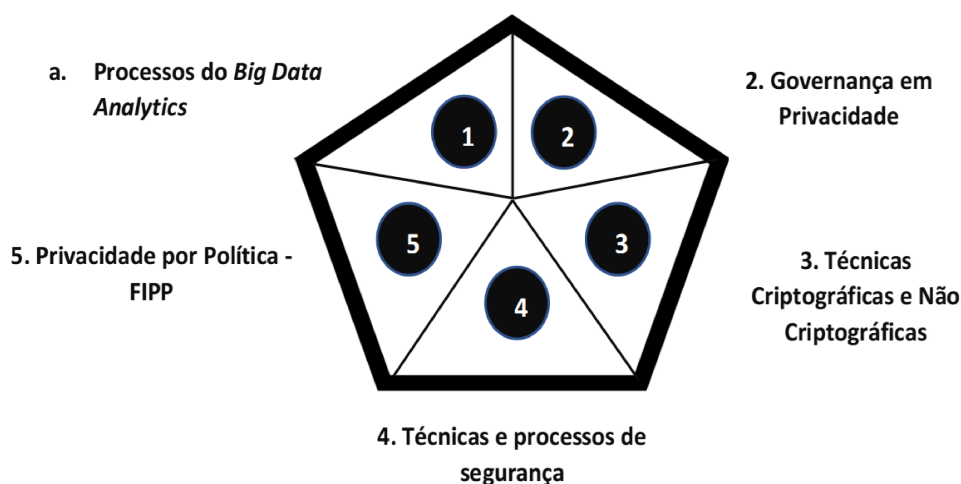 a. Processos do Big Data
Analytics
2. Governança em
Privacidade
1
2
5. Privacidade por Política -
FIPP
5
3
3. Técnicas
Criptográficas e Não
Criptográficas
4
4. Técnicas e processos de
segurança